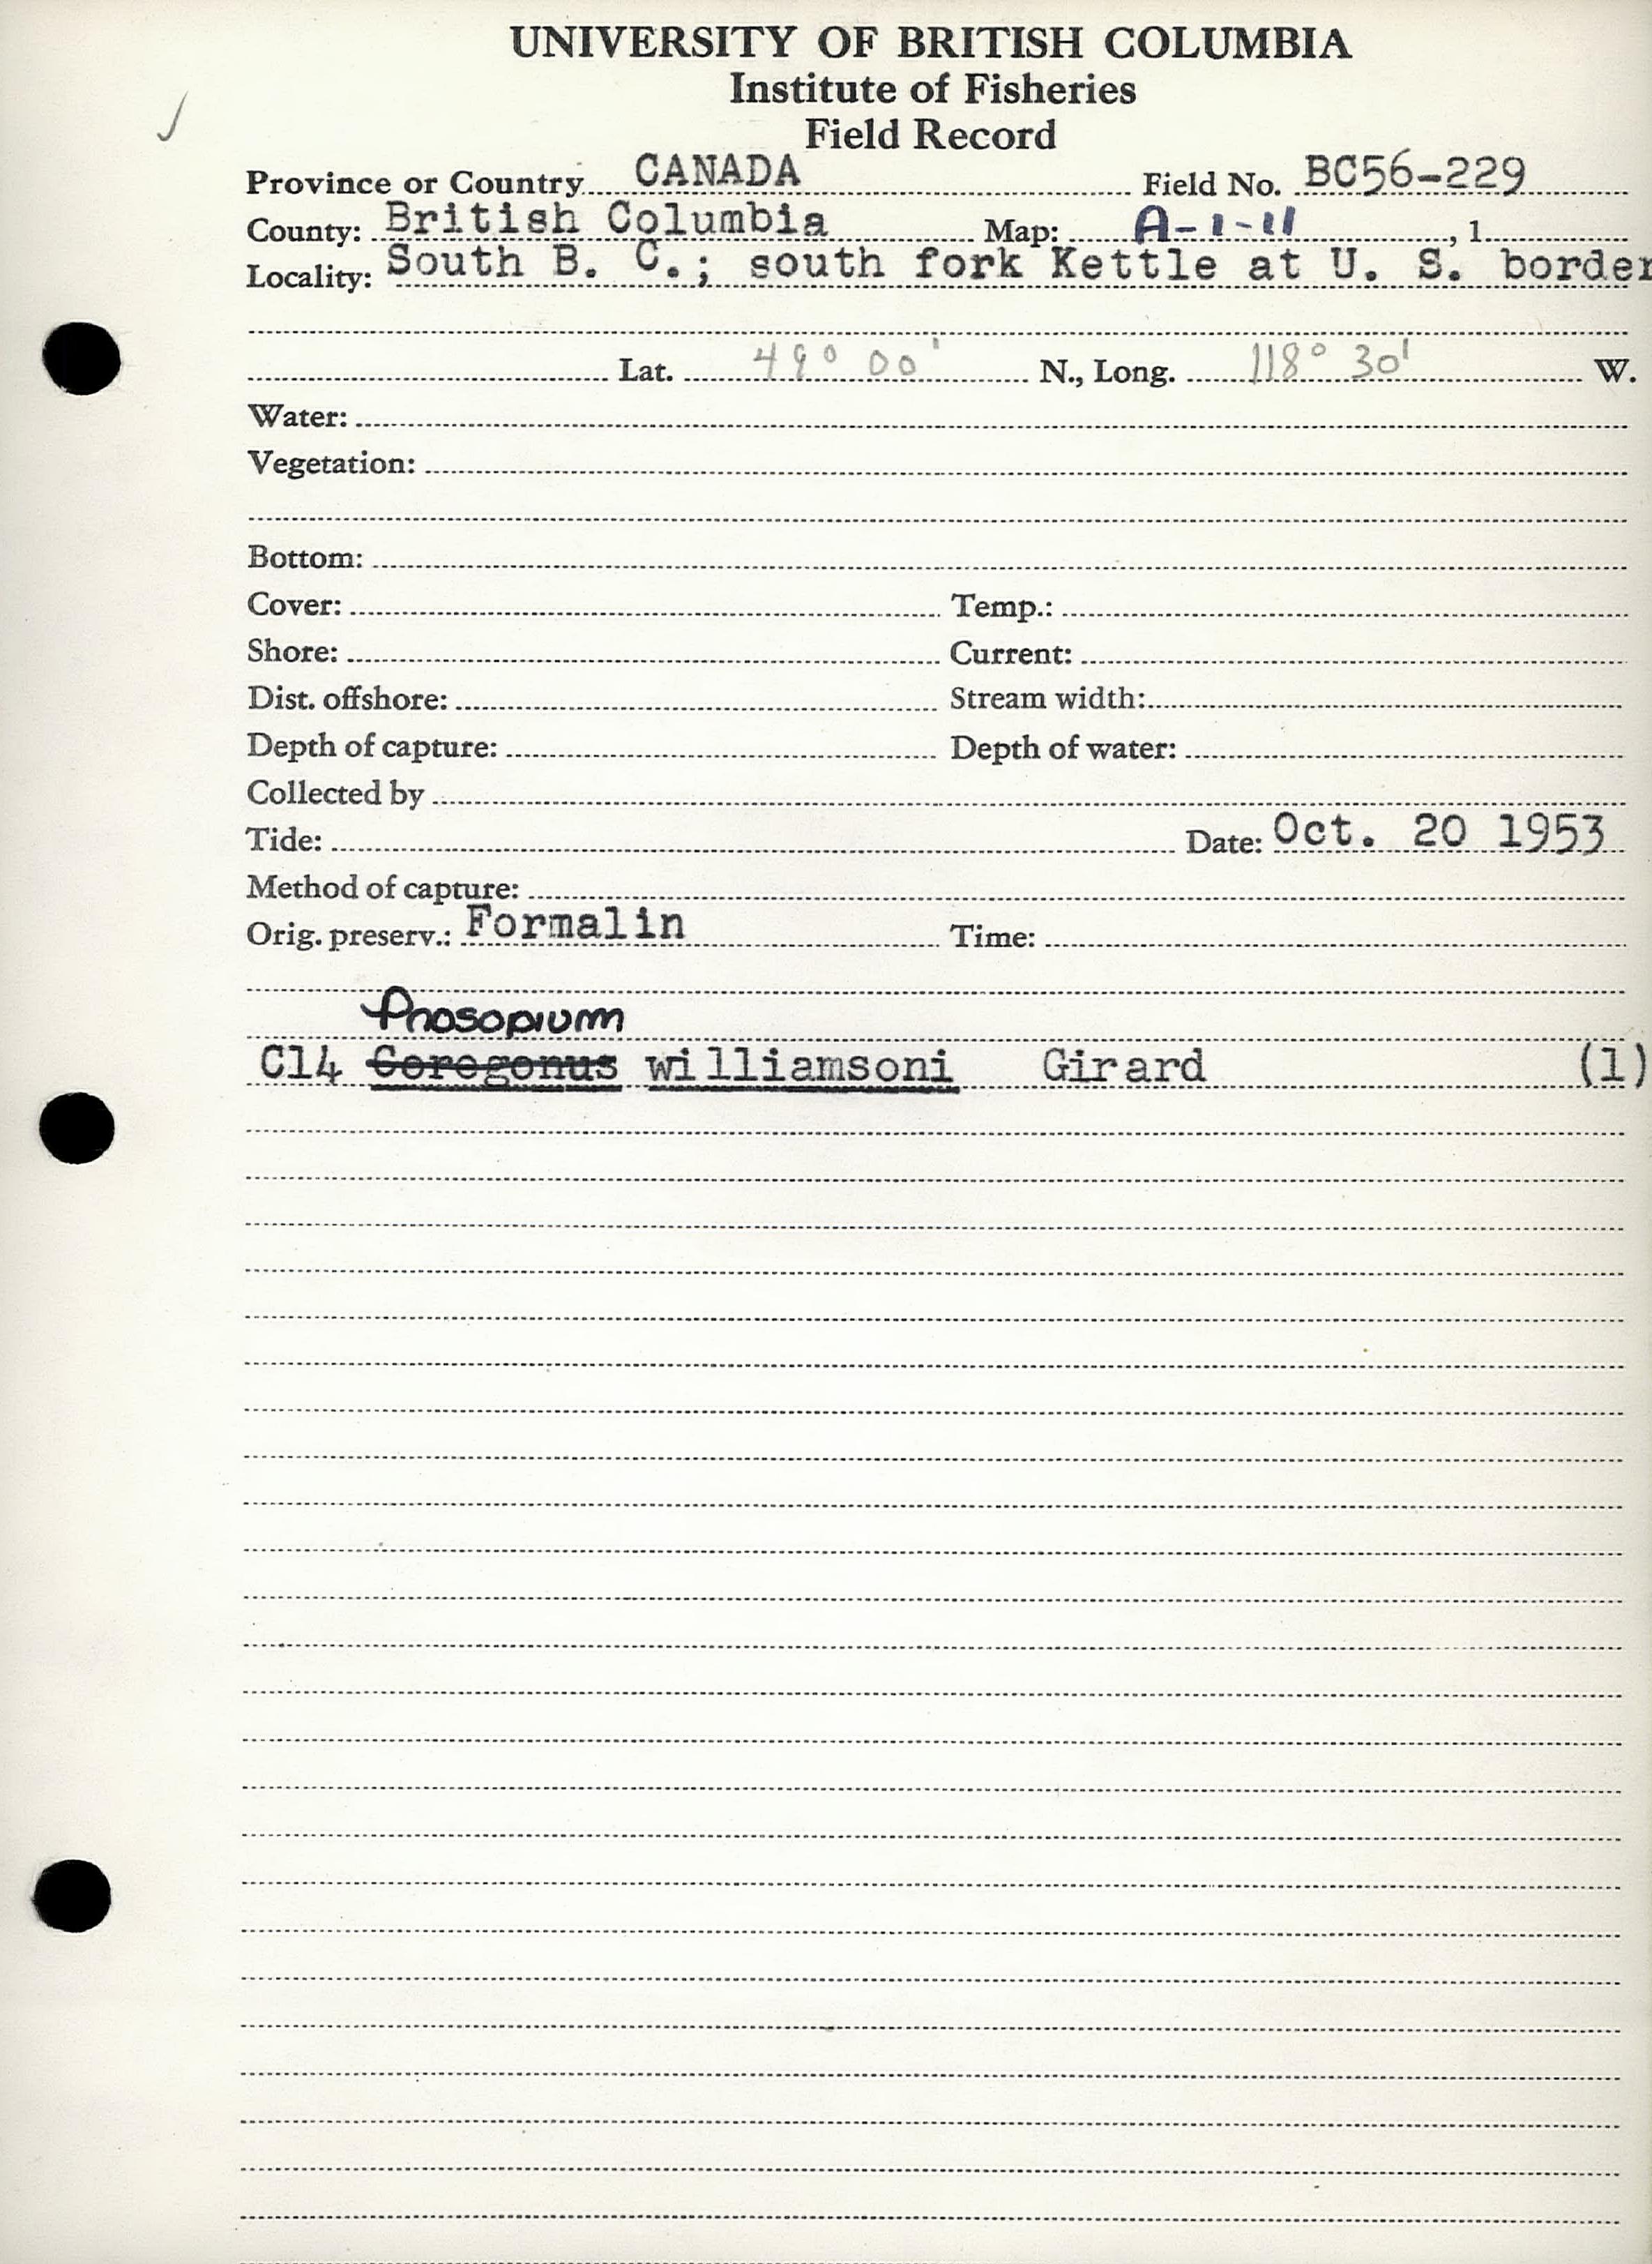 UNIVERSITY OF BRITISH COLUMBIA
Institute of Fisheries
Field Record
Province or Country CANADA Field No. BC56-229
County: British Columbia Map: A-1-11, 1
Locality: South B. C.; south fork Kettle at U. S. border
Lat. 49° 00' N., Long. 118° 30' W.
Water:
Vegetation:
Bottom:
Cover: Temp.:
Shore: Current:
Dist. offshore: Stream width:
Depth of capture: Depth of water:
Collected by
Tide: Date: Oct. 20 1953
Method of capture:
Orig. preserv.: Formalin Time:
Prosopium
C14 Coregonus williamsoni Girard (1)